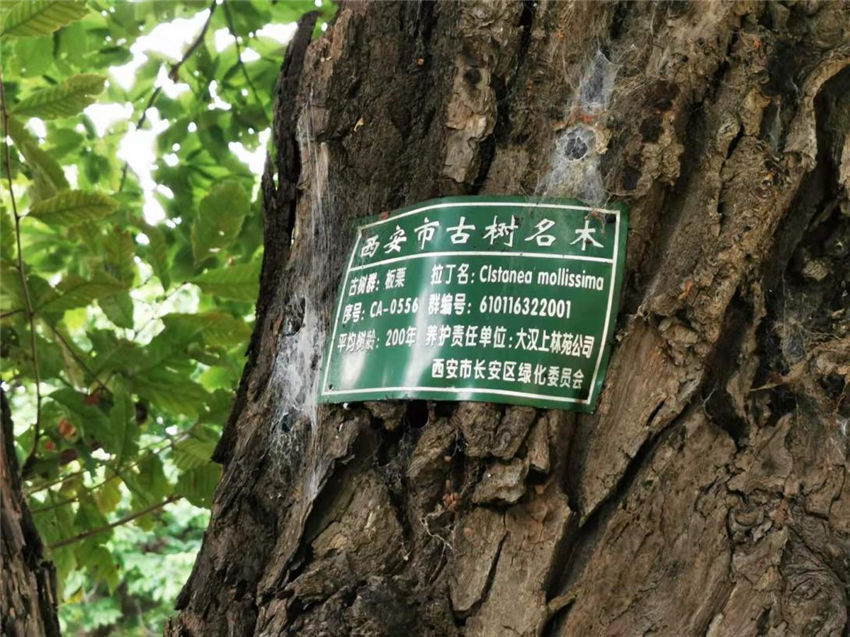 西安市古树名木
古树群：板栗 拉丁名：CIstanea mollissima
序号：CA-0556 群编号：610116322001
平均树龄：200年 养护责任单位：大汉上林苑公司
西安市长安区绿化委员会